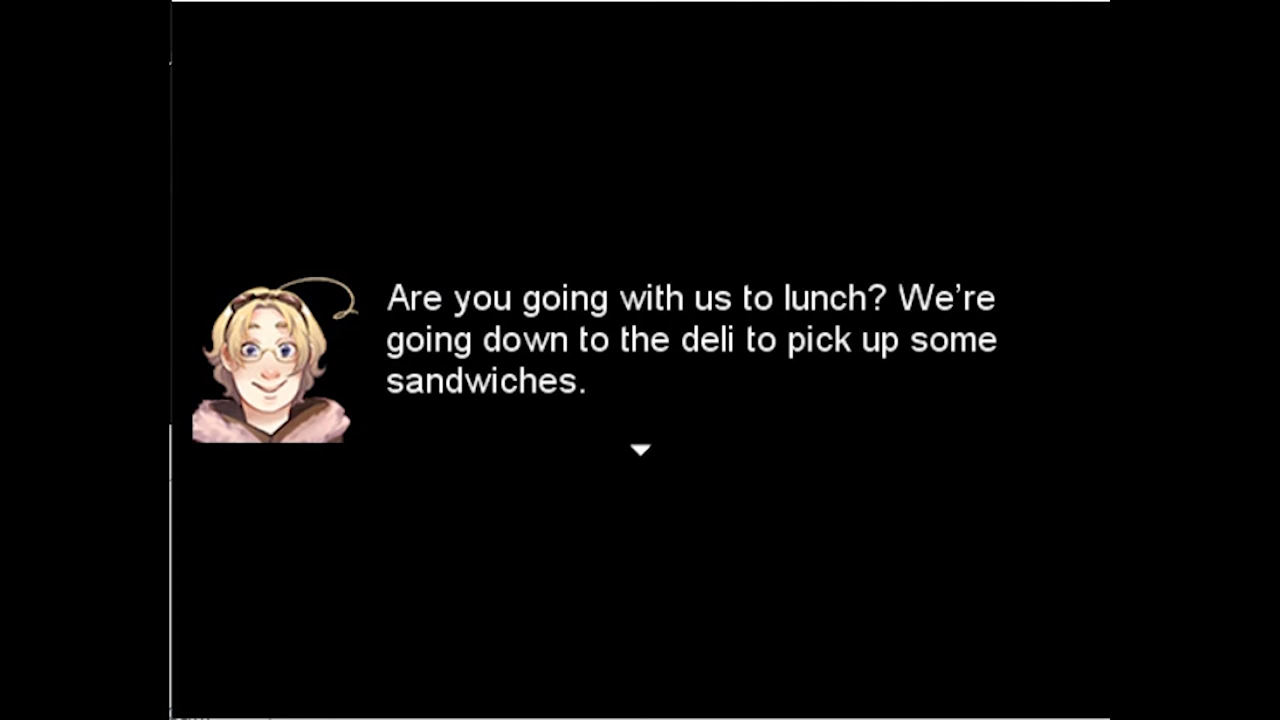 Are you going with us to lunch? We’re
going down to the deli to pick up some
sandwiches.